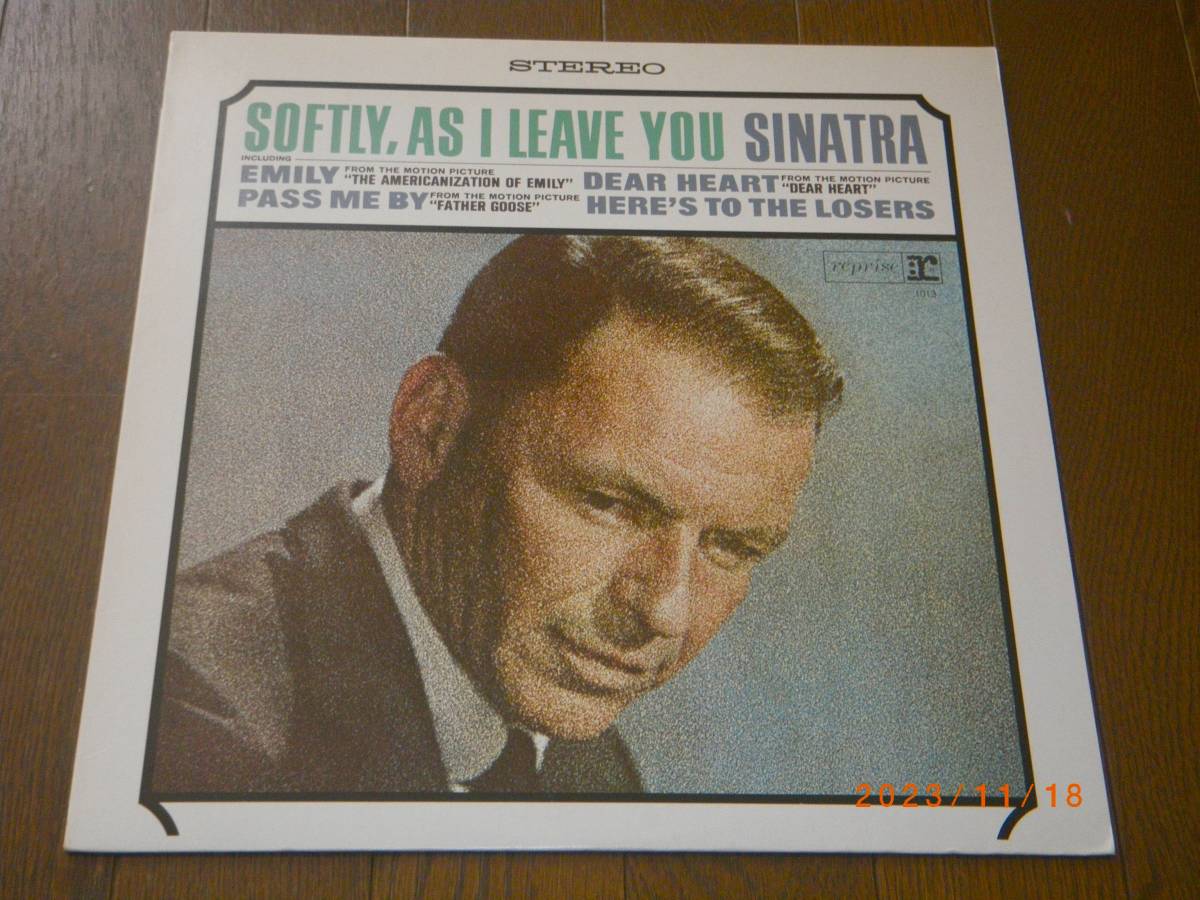 STEREO
SOFTLY, AS I LEAVE YOU SINATRA
INCLUDING
EMILY FROM THE MOTION PICTURE "THE AMERICANIZATION OF EMILY" DEAR HEART FROM THE MOTION PICTURE "DEAR HEART"
PASS ME BY FROM THE MOTION PICTURE "FATHER GOOSE" HERE'S TO THE LOSERS
reprise r
1013
2023/11/18